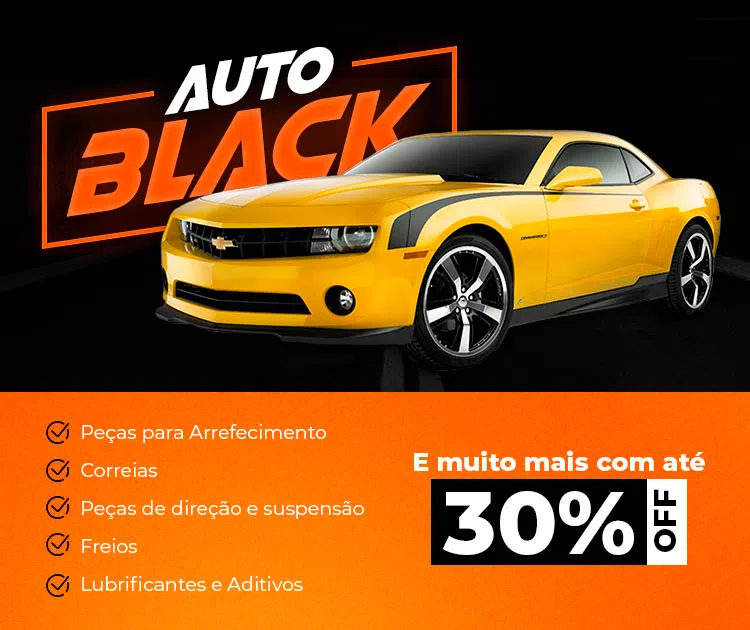 AUTO
BLACK
Peças para Arrefecimento
Correias
Peças de direção e suspensão
Freios
Lubrificantes e Aditivos
E muito mais com até
30% OFF